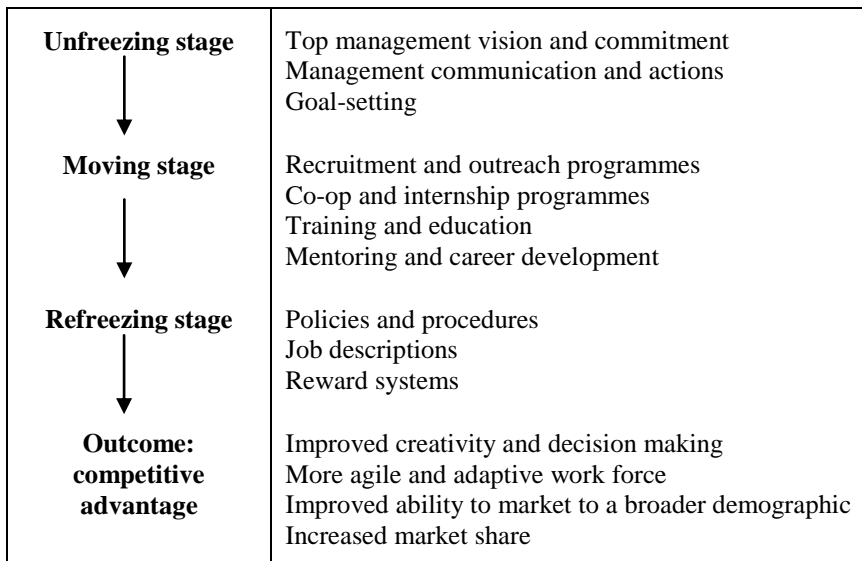 Unfreezing stage
Top management vision and commitment
Management communication and actions
Goal-setting
Moving stage
Recruitment and outreach programmes
Co-op and internship programmes
Training and education
Mentoring and career development
Refreezing stage
Policies and procedures
Job descriptions
Reward systems
Outcome:
competitive
advantage
Improved creativity and decision making
More agile and adaptive work force
Improved ability to market to a broader demographic
Increased market share